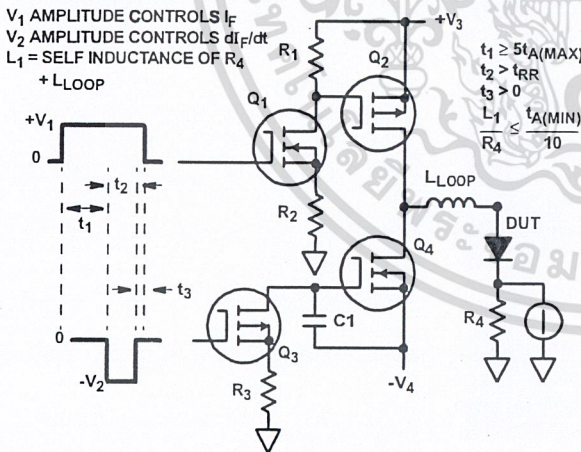 V1 AMPLITUDE CONTROLS IF
V2 AMPLITUDE CONTROLS dIF/dt
L1 = SELF INDUCTANCE OF R4
+ LLOOP
+V3
R1
Q2
t1 ≥ 5tA(MAX)
t2 > tRR
t3 > 0
L1/R4 ≤ tA(MIN)/10
Q1
+V1
0
t2
t1
R2
LLOOP
DUT
Q4
t3
C1
R4
0
Q3
-V2
R3
-V4